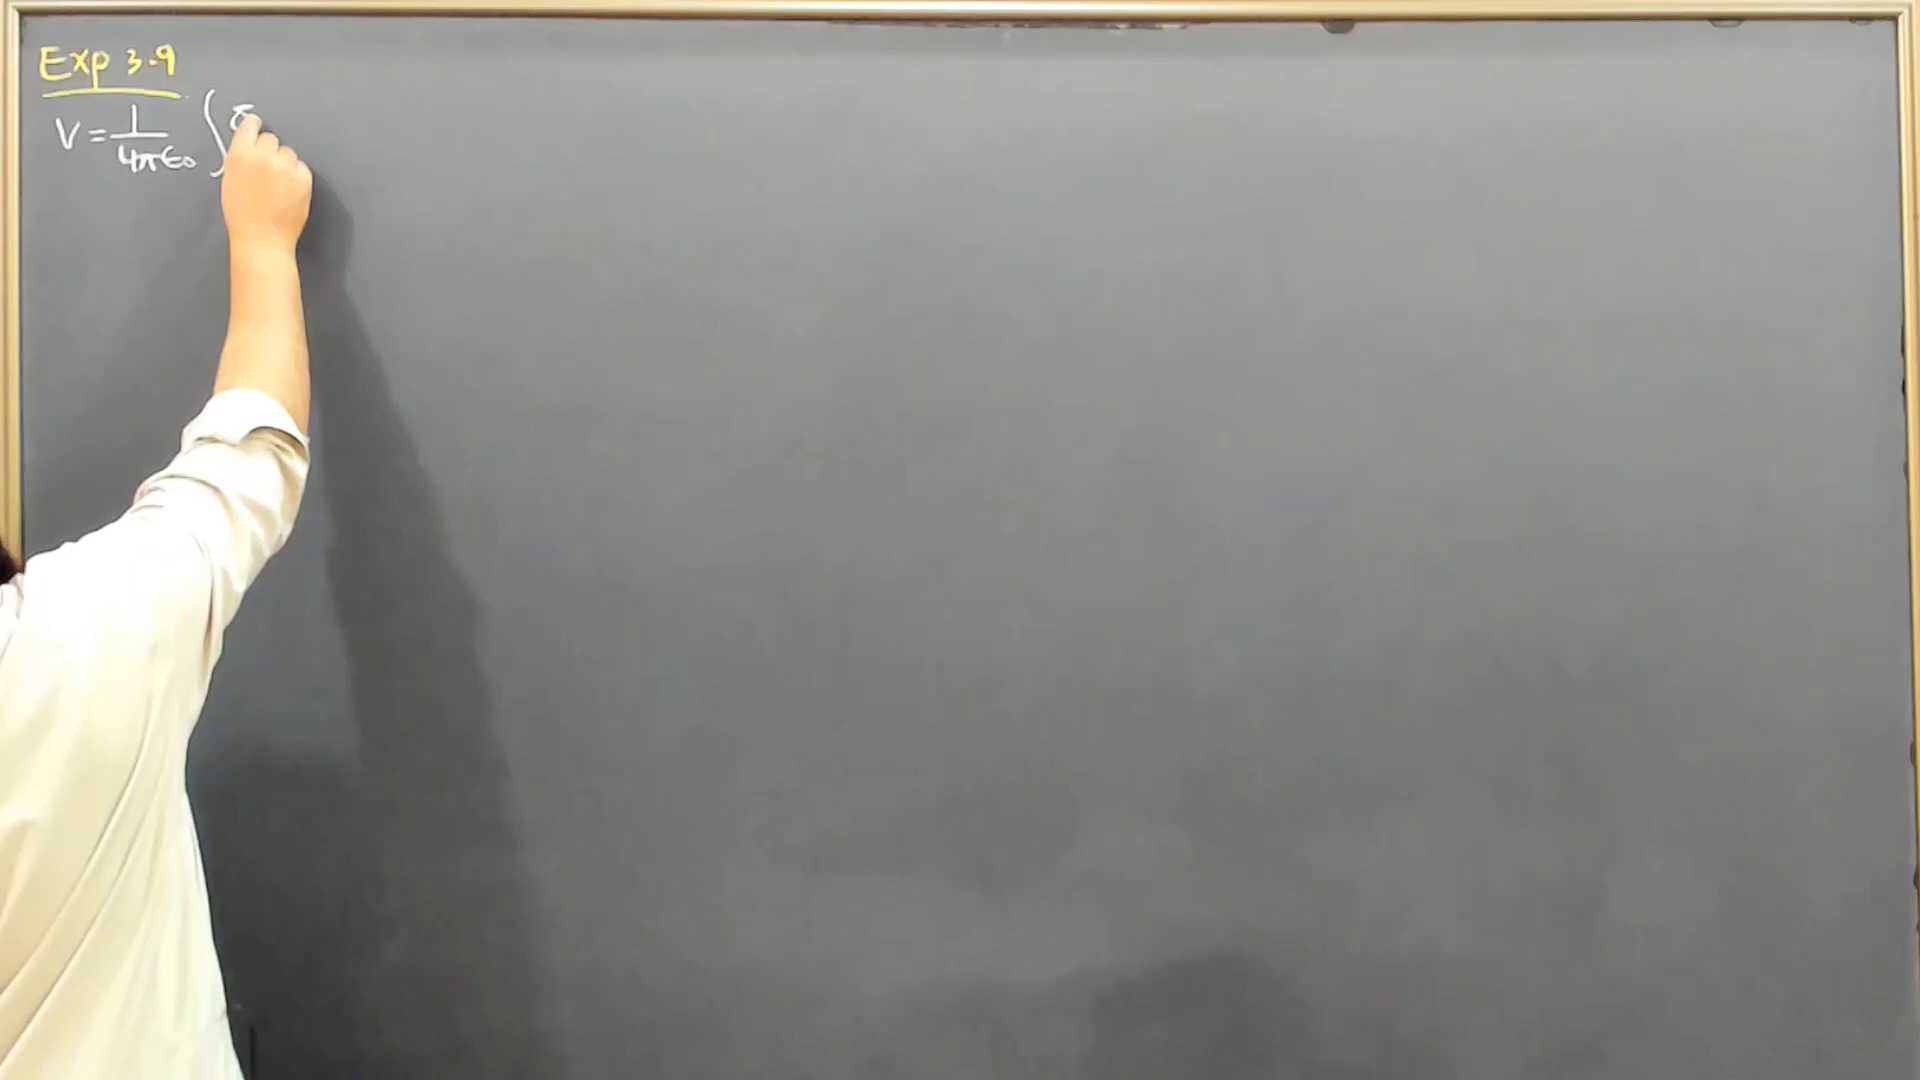 Exp 3.9
V = 1/4πϵ₀ ∫